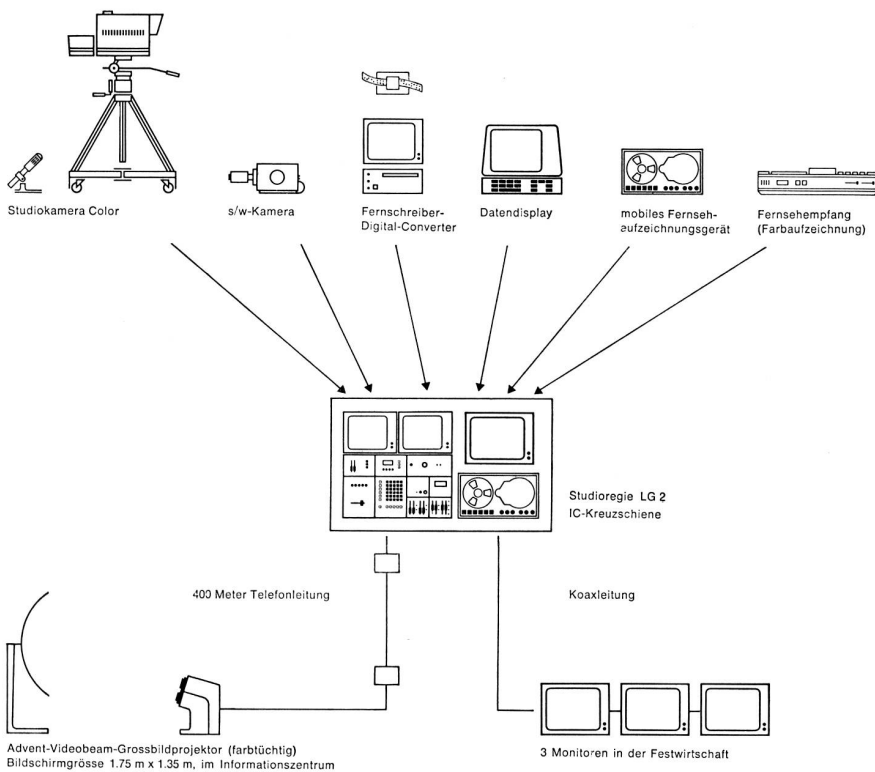 Studiokamera Color
s/w-Kamera
Fernschreiber-
Digital-Converter
Datendisplay
mobiles Fernseh-
aufzeichnungsgerät
Fernsehempfang
(Farbaufzeichnung)
Studioregie LG 2
IC-Kreuzschiene
400 Meter Telefonleitung
Koaxleitung
Advent-Videobeam-Grossbildprojektor (farbtüchtig)
Bildschirmgrösse 1.75 m x 1.35 m, im Informationszentrum
3 Monitoren in der Festwirtschaft